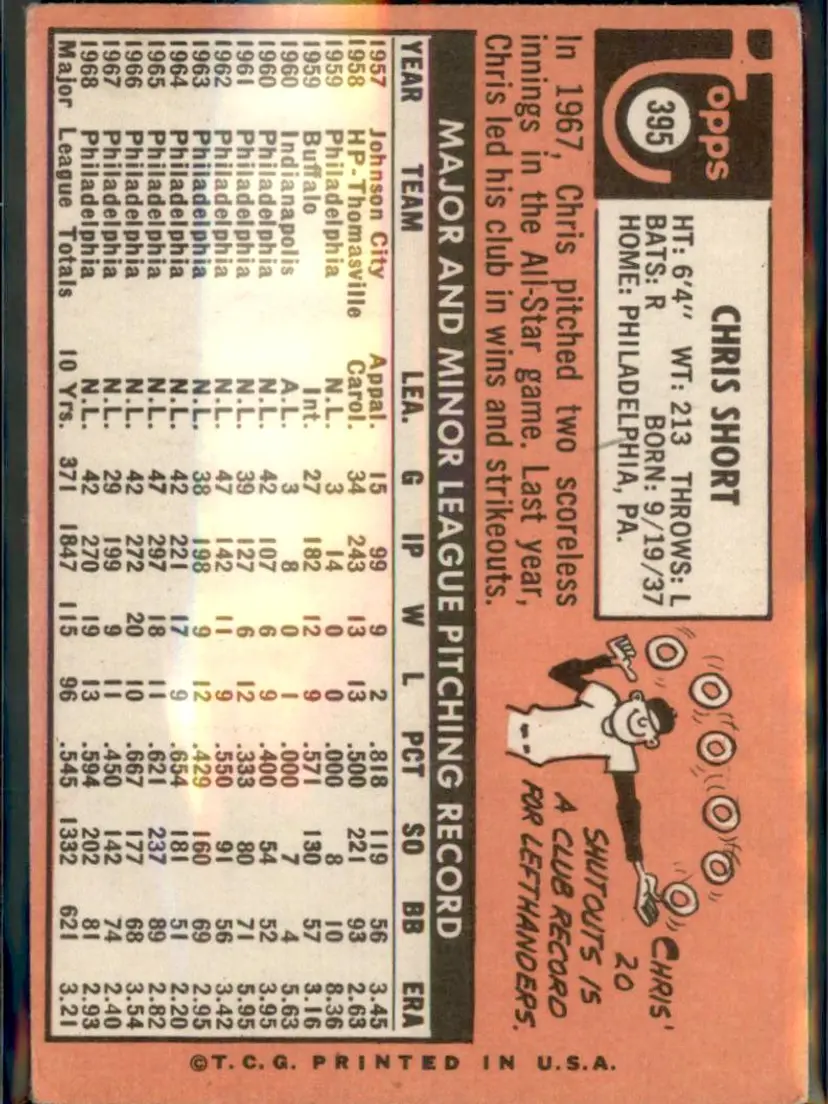 Topps
395
CHRIS SHORT
HT: 6'4" WT: 213 THROWS: L
BATS: R BORN: 9/19/37
HOME: PHILADELPHIA, PA.
In 1967, Chris pitched two scoreless
innings in the All-Star game. Last year,
Chris led his club in wins and strikeouts.
CHRIS'
20
SHUTOUTS IS
A CLUB RECORD
FOR LEFTHANDERS.
MAJOR AND MINOR LEAGUE PITCHING RECORD
YEAR TEAM LEA. G IP W L PCT SO BB ERA
1957 Johnson City Appal. 15 99 9 2 .818 119 56 3.45
1958 HP-Thomasville Carol. 34 243 13 13 .500 221 93 2.63
1959 Philadelphia N.L. 3 14 0 0 .000 8 10 8.36
1959 Buffalo Int. 27 182 12 9 .571 130 57 3.16
1960 Indianapolis A.L. 3 8 0 1 .000 7 4 5.63
1960 Philadelphia N.L. 42 107 6 9 .400 54 52 3.95
1961 Philadelphia N.L. 39 127 6 12 .333 80 71 5.95
1962 Philadelphia N.L. 47 142 11 9 .550 91 56 3.42
1963 Philadelphia N.L. 38 198 9 12 .429 160 69 2.95
1964 Philadelphia N.L. 42 221 17 9 .654 181 51 2.20
1965 Philadelphia N.L. 47 297 18 11 .621 237 89 2.82
1966 Philadelphia N.L. 42 272 20 10 .667 177 68 3.54
1967 Philadelphia N.L. 29 199 9 11 .450 142 74 2.40
1968 Philadelphia N.L. 42 270 19 13 .594 202 81 2.93
Major League Totals 10 Yrs. 371 1847 115 96 .545 1332 621 3.21
©T.C.G. PRINTED IN U.S.A.